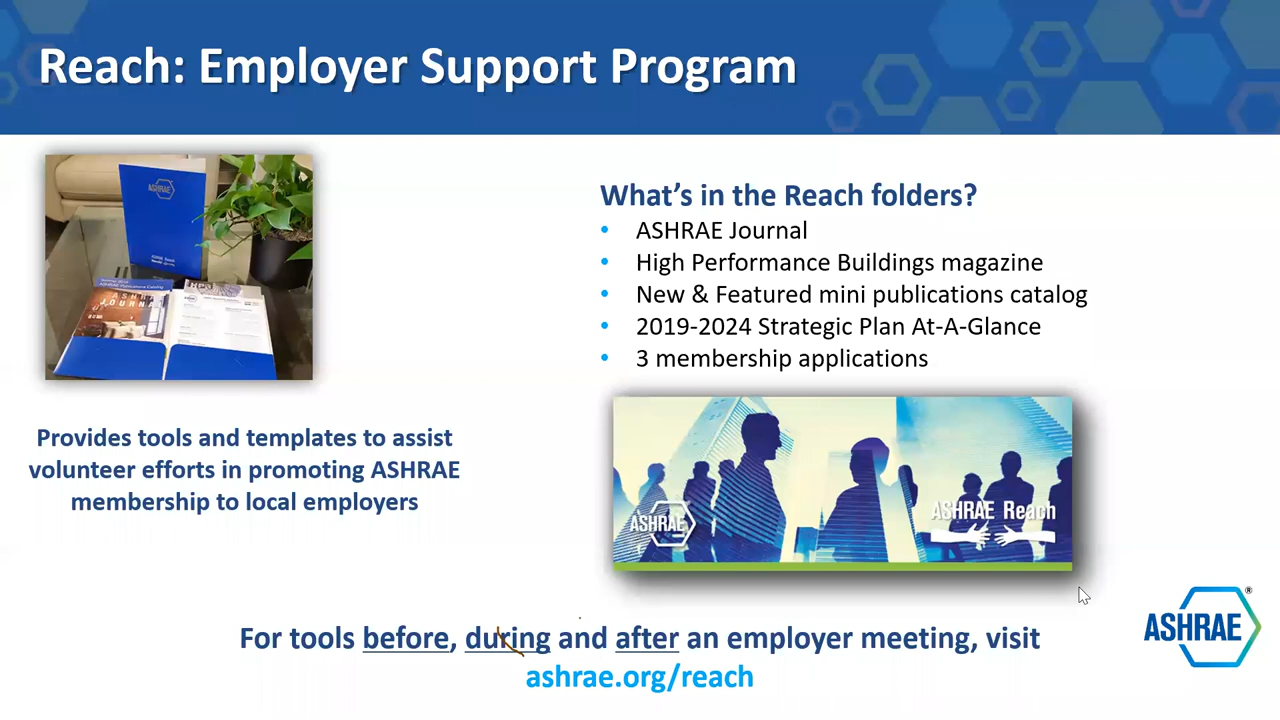 Reach: Employer Support Program
ASHRAE
What's in the Reach folders?
• ASHRAE Journal
• High Performance Buildings magazine
• New & Featured mini publications catalog
• 2019-2024 Strategic Plan At-A-Glance
• 3 membership applications
Provides tools and templates to assist
volunteer efforts in promoting ASHRAE
membership to local employers
ASHRAE
ASHRAE Reach
For tools before, during and after an employer meeting, visit
ashrae.org/reach
ASHRAE®